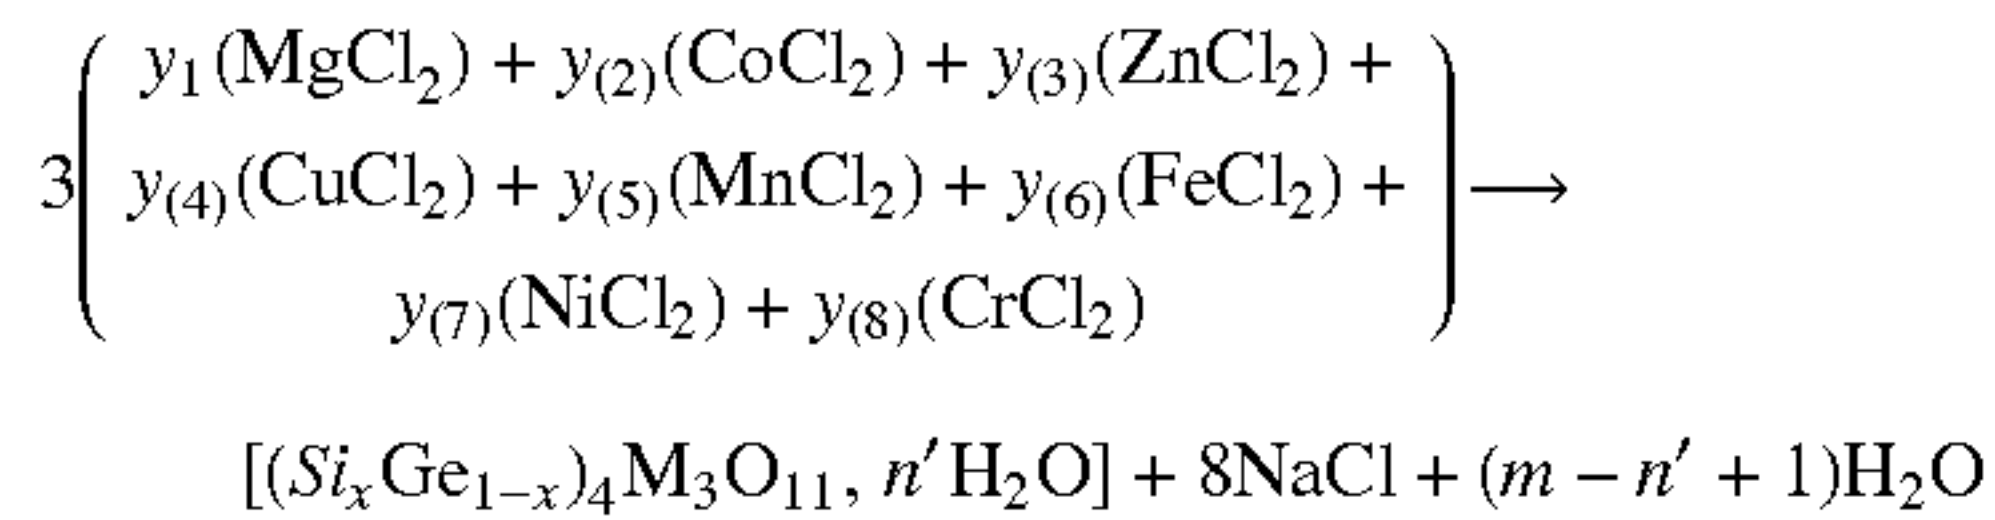 y₁(MgCl₂) + y₍₂₎(CoCl₂) + y₍₃₎(ZnCl₂) +
3( y₍₄₎(CuCl₂) + y₍₅₎(MnCl₂) + y₍₆₎(FeCl₂) + ) ⟶
y₍₇₎(NiCl₂) + y₍₈₎(CrCl₂)
[(SiₓGe₁₋ₓ)₄M₃O₁₁, n′H₂O] + 8NaCl + (m − n′ + 1)H₂O